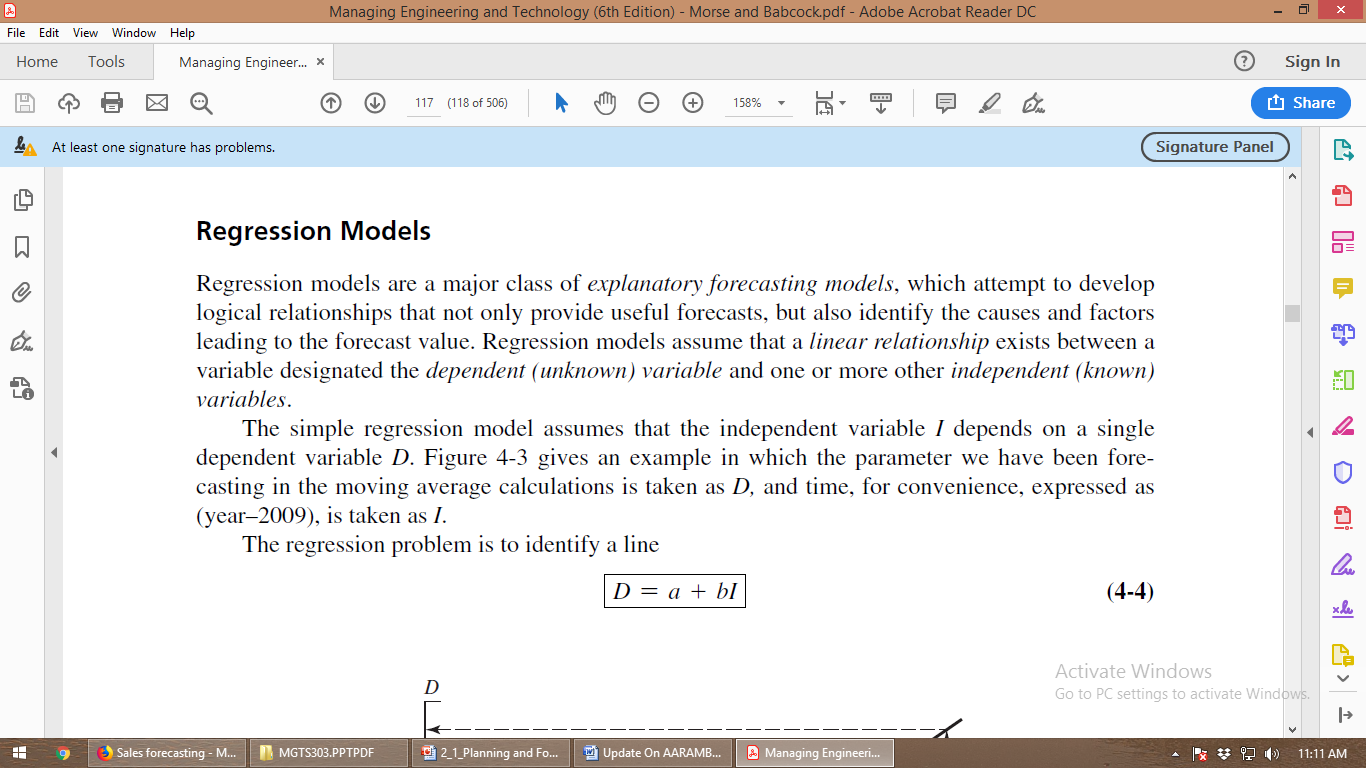 Managing Engineering and Technology (6th Edition) - Morse and Babcock.pdf - Adobe Acrobat Reader DC
File Edit View Window Help
Home Tools Managing Engineer... × ? Sign In
117 (118 of 506) 158% Share
At least one signature has problems. Signature Panel
Regression Models
Regression models are a major class of explanatory forecasting models, which attempt to develop
logical relationships that not only provide useful forecasts, but also identify the causes and factors
leading to the forecast value. Regression models assume that a linear relationship exists between a
variable designated the dependent (unknown) variable and one or more other independent (known)
variables.
The simple regression model assumes that the independent variable I depends on a single
dependent variable D. Figure 4-3 gives an example in which the parameter we have been fore-
casting in the moving average calculations is taken as D, and time, for convenience, expressed as
(year–2009), is taken as I.
The regression problem is to identify a line
D = a + bI (4-4)
D
Activate Windows
Go to PC settings to activate Windows.
Sales forecasting - M... MGTS303.PPTPDF 2_1_Planning and Fo... Update On AARAMB... Managing Engineeri... 11:11 AM